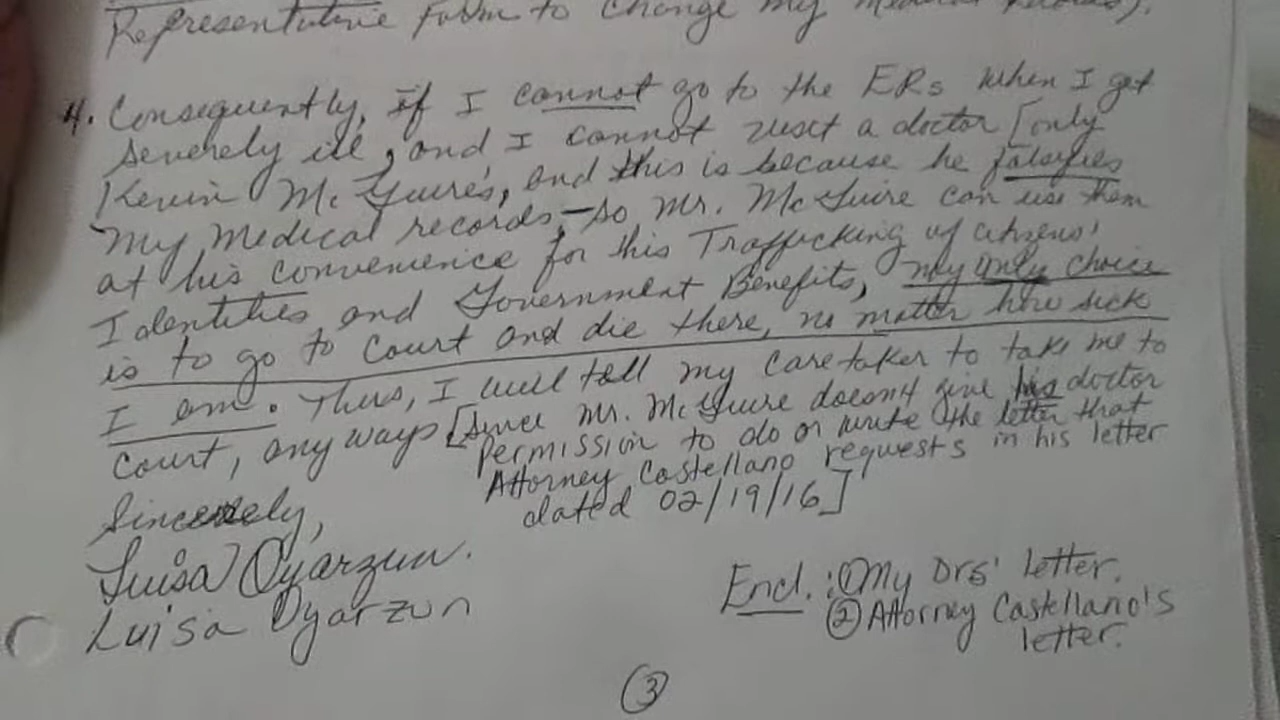 Representative Form to change my Medical Records).
4. Consequently, if I cannot go to the ERs when I get
severely ill, and I cannot visit a doctor [only
Kevin McGuire's, and this is because he falsifies
my Medical records, - so Mr. McGuire can use them
at his convenience for this Trafficking of citizens'
Identities and Government Benefits, my only choice
is to go to Court and die there, no matter how sick
I am. Thus, I will tell my caretaker to take me to
court, any ways [since Mr. McGuire doesn't give his doctor
permission to do or write the letter that
Attorney Castellano requests in his letter
dated 02/19/16]
Sincerely,
Luisa Oyarzun.
Luisa Oyarzun
Encl.: ① My Drs' letter.
② Attorney Castellano's
letter.
③